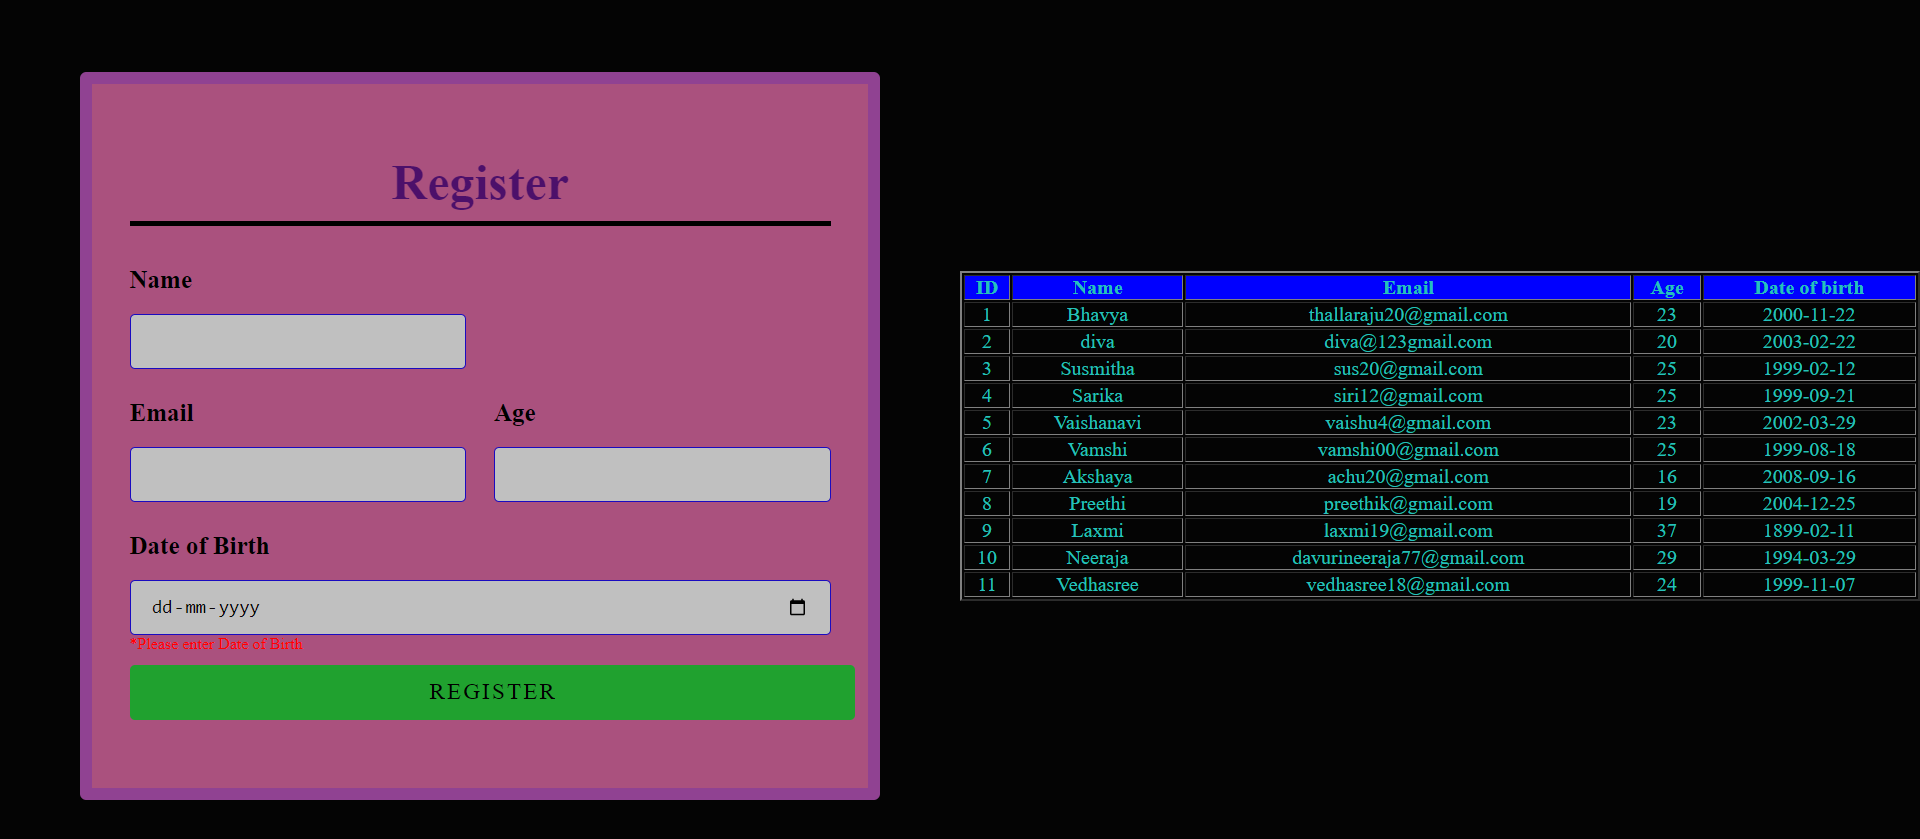 Register
Name
Email Age
Date of Birth
dd-mm-yyyy
*Please enter Date of Birth
REGISTER
ID Name Email Age Date of birth
1 Bhavya thallaraju20@gmail.com 23 2000-11-22
2 diva diva@123gmail.com 20 2003-02-22
3 Susmitha sus20@gmail.com 25 1999-02-12
4 Sarika siri12@gmail.com 25 1999-09-21
5 Vaishanavi vaishu4@gmail.com 23 2002-03-29
6 Vamshi vamshi00@gmail.com 25 1999-08-18
7 Akshaya achu20@gmail.com 16 2008-09-16
8 Preethi preethik@gmail.com 19 2004-12-25
9 Laxmi laxmi19@gmail.com 37 1899-02-11
10 Neeraja davurineeraja77@gmail.com 29 1994-03-29
11 Vedhasree vedhasree18@gmail.com 24 1999-11-07